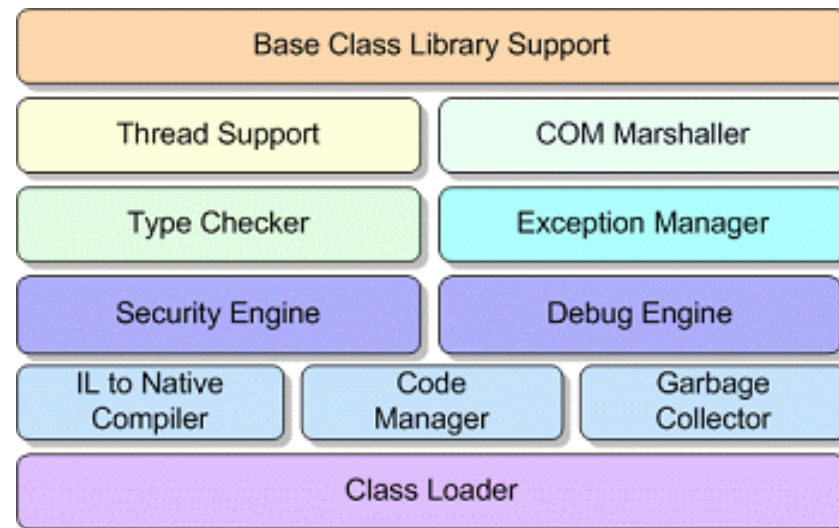 Base Class Library Support
Thread Support
COM Marshaller
Type Checker
Exception Manager
Security Engine
Debug Engine
IL to Native
Compiler
Code
Manager
Garbage
Collector
Class Loader